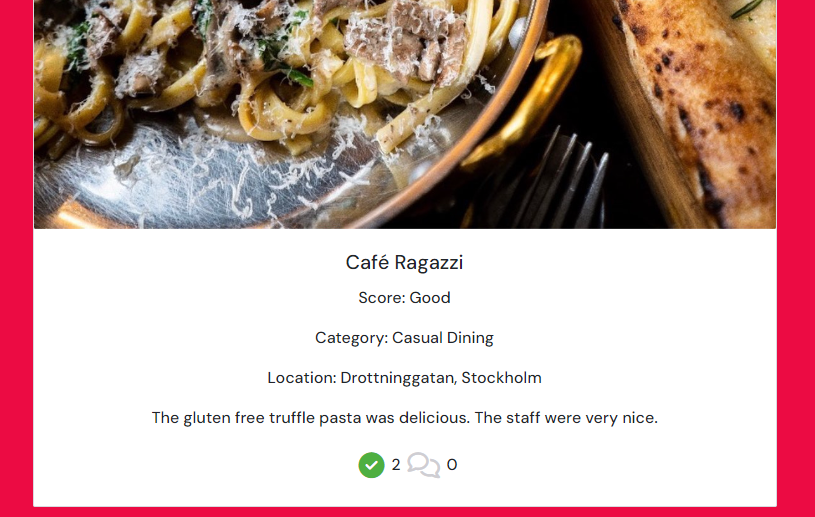 Café Ragazzi
Score: Good
Category: Casual Dining
Location: Drottninggatan, Stockholm
The gluten free truffle pasta was delicious. The staff were very nice.
2 0